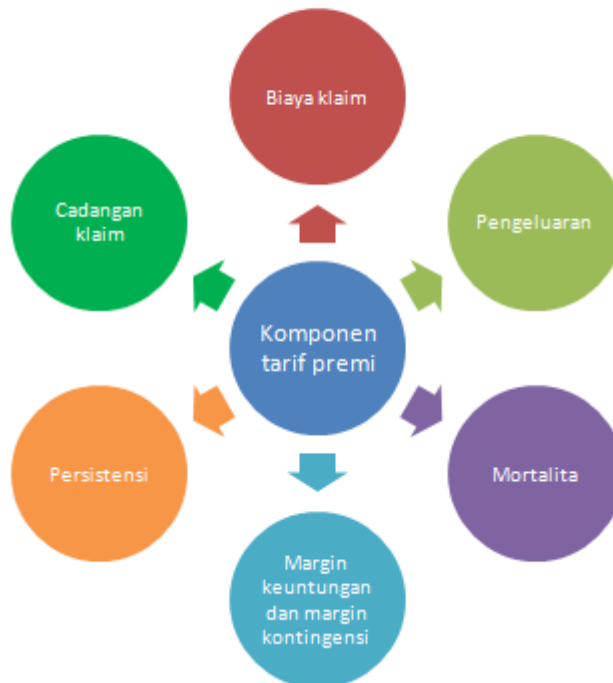 Biaya klaim
Pengeluaran
Mortalita
Margin
keuntungan
dan margin
kontingensi
Persistensi
Cadangan
klaim
Komponen
tarif premi